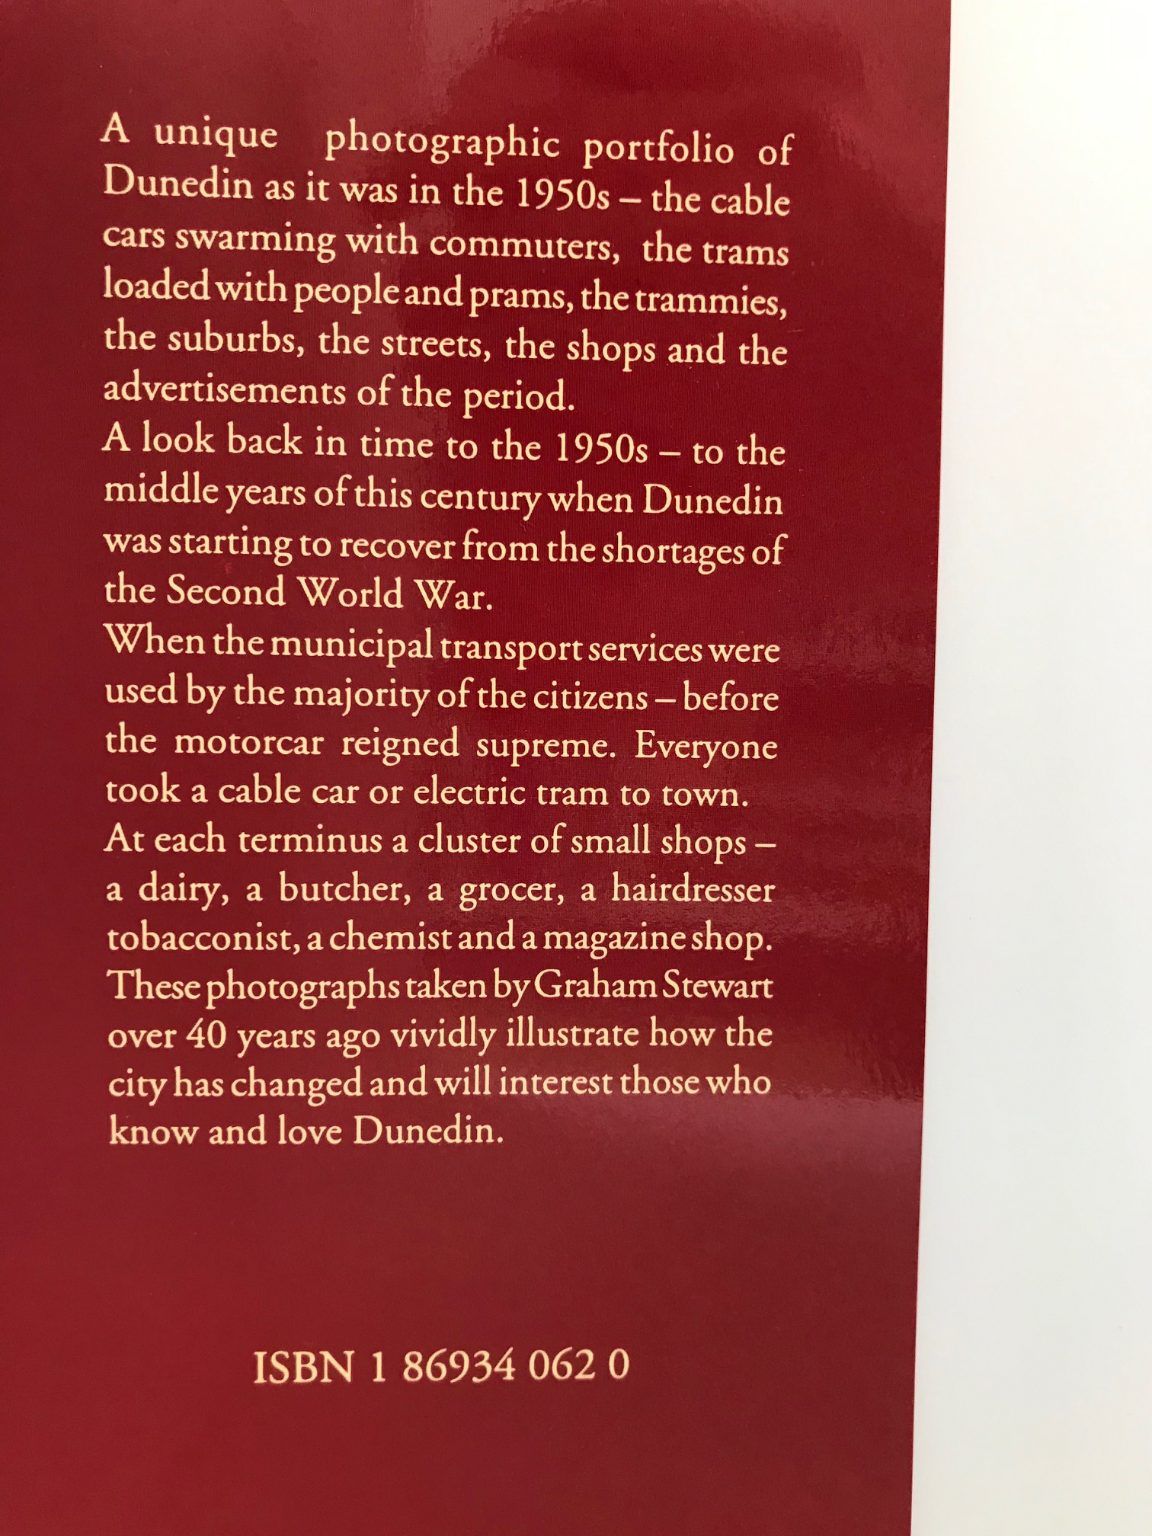 A unique photographic portfolio of
Dunedin as it was in the 1950s – the cable
cars swarming with commuters, the trams
loaded with people and prams, the trammies,
the suburbs, the streets, the shops and the
advertisements of the period.
A look back in time to the 1950s – to the
middle years of this century when Dunedin
was starting to recover from the shortages of
the Second World War.
When the municipal transport services were
used by the majority of the citizens – before
the motorcar reigned supreme. Everyone
took a cable car or electric tram to town.
At each terminus a cluster of small shops –
a dairy, a butcher, a grocer, a hairdresser
tobacconist, a chemist and a magazine shop.
These photographs taken by Graham Stewart
over 40 years ago vividly illustrate how the
city has changed and will interest those who
know and love Dunedin.
ISBN 1 86934 062 0